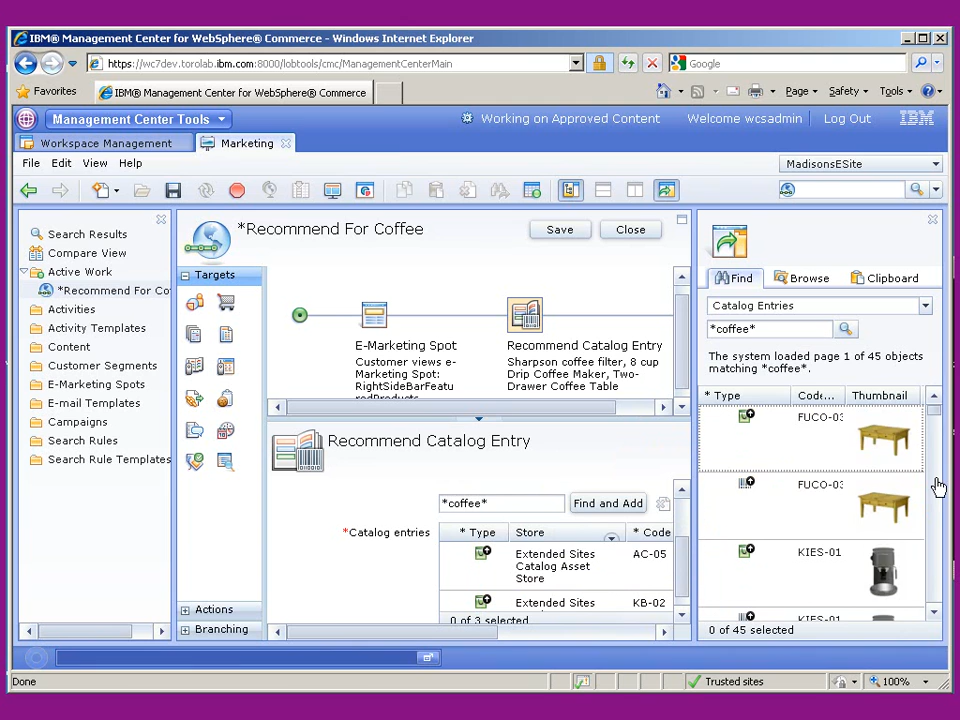 IBM® Management Center for WebSphere® Commerce - Windows Internet Explorer
https://wc7dev.torolab.ibm.com:8000/lobtools/cmc/ManagementCenterMain
Google
Favorites
IBM® Management Center for WebSphere® Commerce
Page
Safety
Tools
Management Center Tools
Working on Approved Content
Welcome wcsadmin
Log Out
IBM
Workspace Management
Marketing
File Edit View Help
MadisonsESite
Search Results
Compare View
Active Work
*Recommend For Co
Activities
Activity Templates
Content
Customer Segments
E-Marketing Spots
E-mail Templates
Campaigns
Search Rules
Search Rule Templates
*Recommend For Coffee
Save
Close
Targets
Actions
Branching
E-Marketing Spot
Customer views e-
Marketing Spot:
RightSideBarFeatu
redProducts
Recommend Catalog Entry
Sharpson coffee filter, 8 cup
Drip Coffee Maker, Two-
Drawer Coffee Table
Recommend Catalog Entry
*coffee*
Find and Add
*Catalog entries
* Type Store * Code
Extended Sites
Catalog Asset
Store
AC-05
Extended Sites
KB-02
0 of 3 selected
Find
Browse
Clipboard
Catalog Entries
*coffee*
The system loaded page 1 of 45 objects
matching *coffee*.
* Type Code... Thumbnail
FUCO-03
FUCO-03
KIES-01
KIES-01
0 of 45 selected
Done
Trusted sites
100%